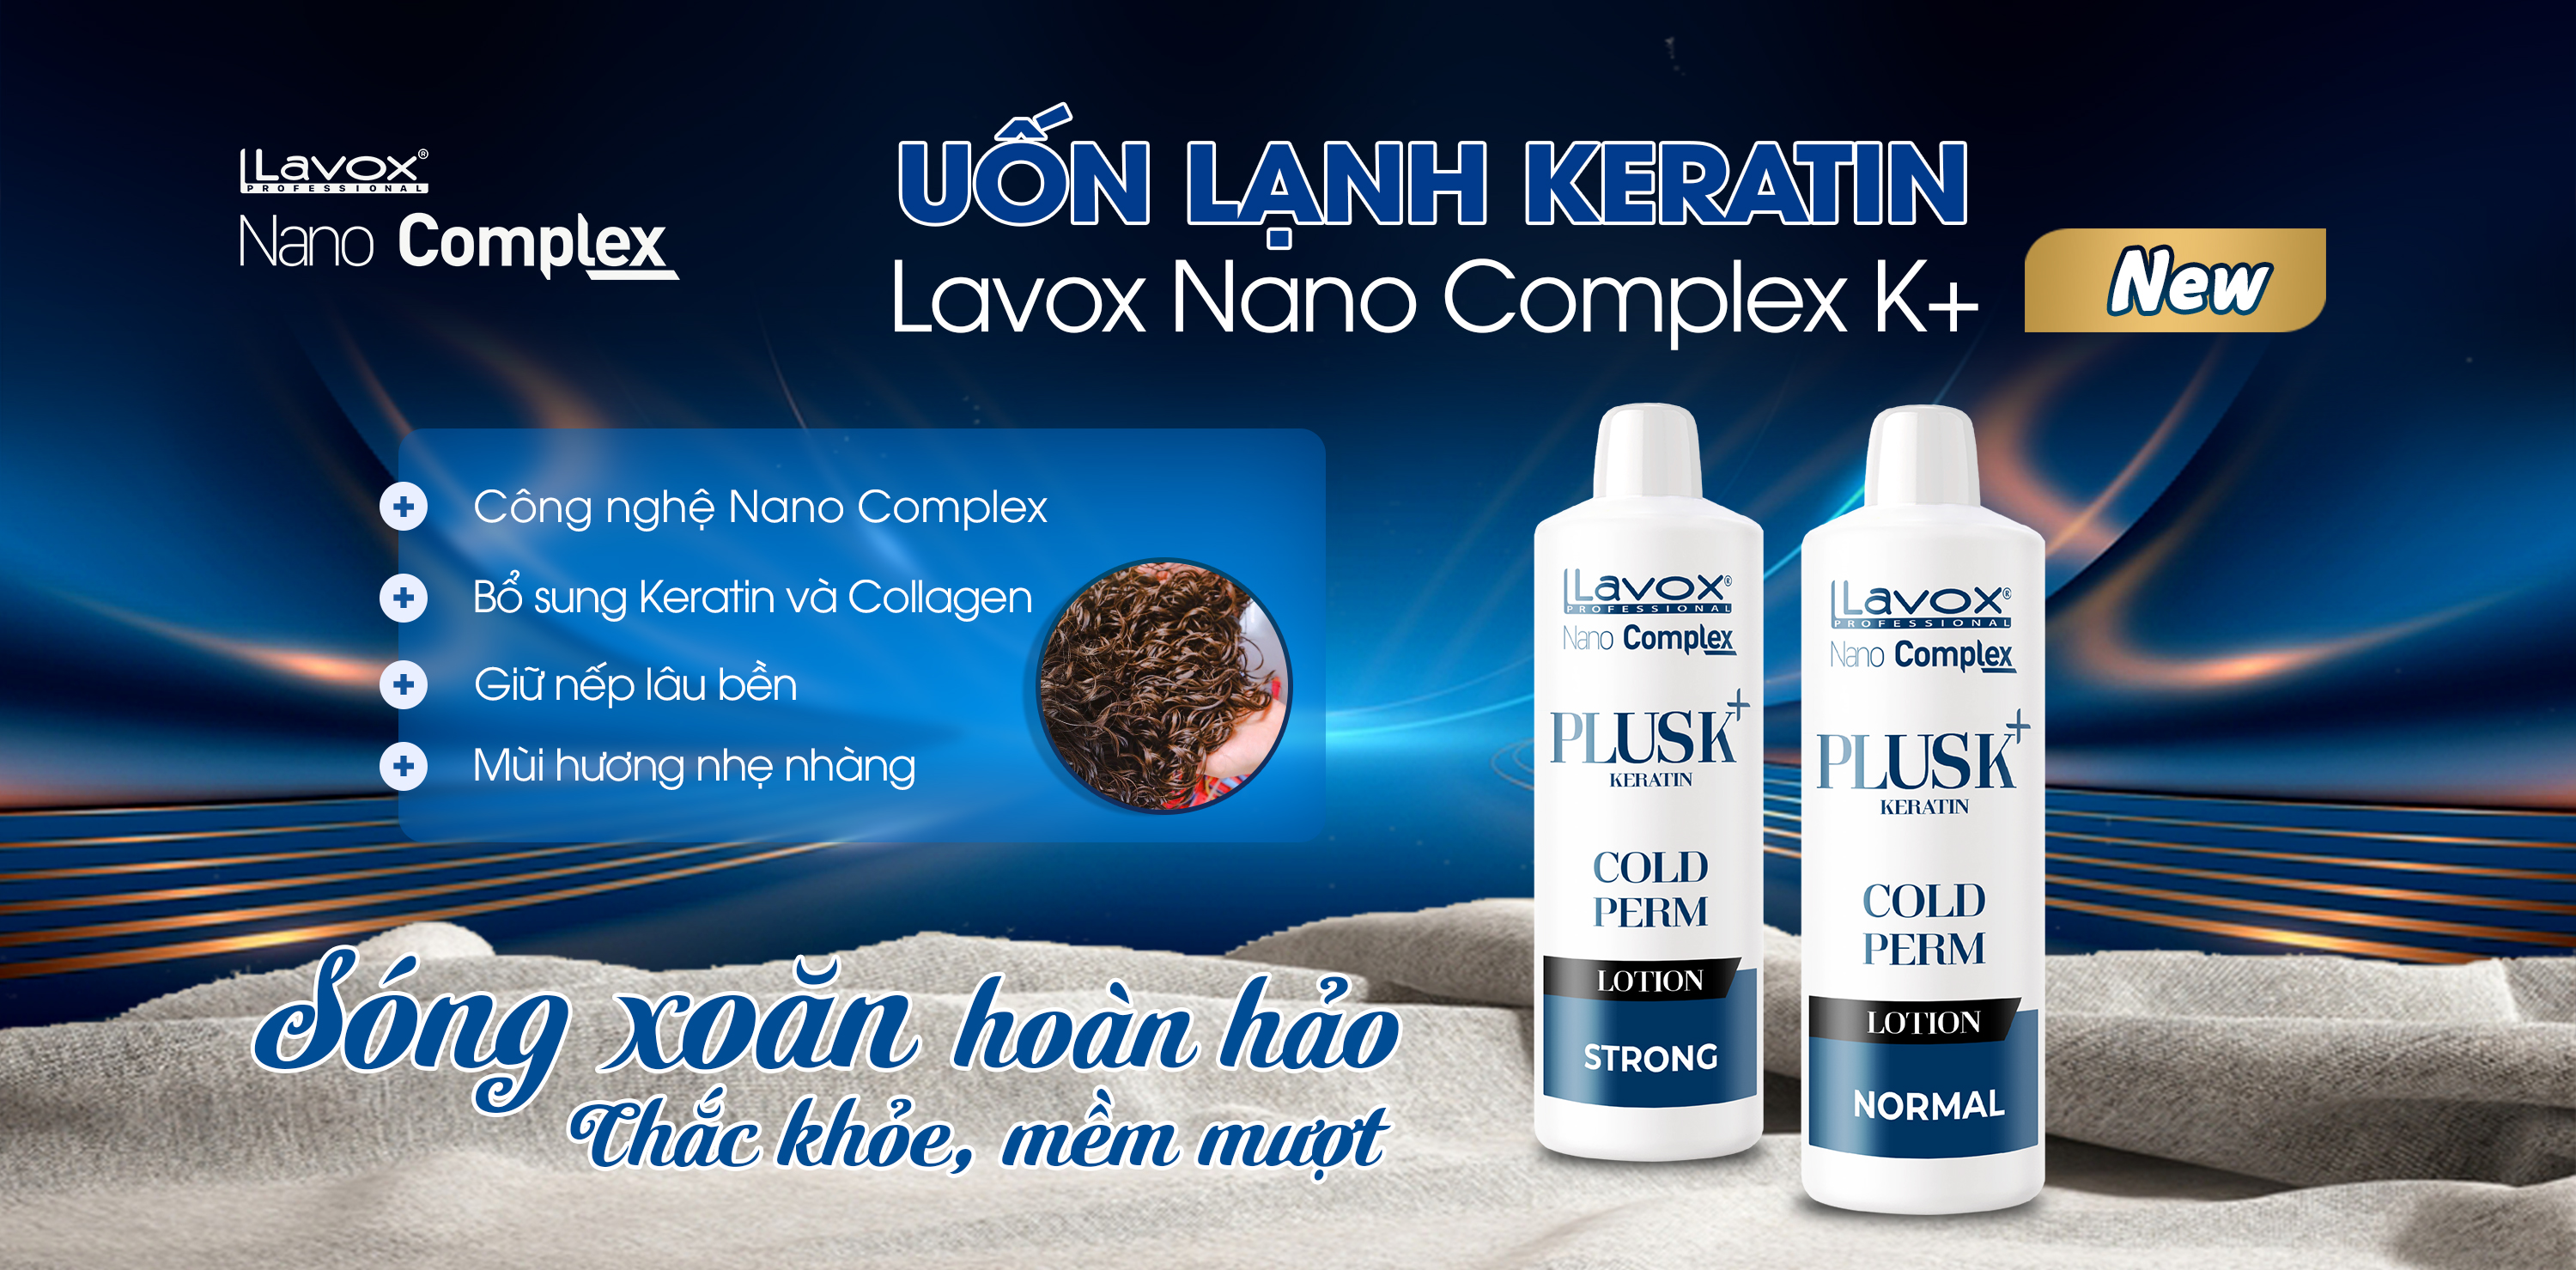 Lavox®
PROFESSIONAL
Nano Complex
UỐN LẠNH KERATIN
Lavox Nano Complex K+
New
Công nghệ Nano Complex
Bổ sung Keratin và Collagen
Giữ nếp lâu bền
Mùi hương nhẹ nhàng
Sóng xoăn hoàn hảo
Chắc khỏe, mềm mượt
Lavox®
PROFESSIONAL
Nano Complex
PLUSK+
KERATIN
COLD
PERM
LOTION
STRONG
Lavox®
PROFESSIONAL
Nano Complex
PLUSK+
KERATIN
COLD
PERM
LOTION
NORMAL